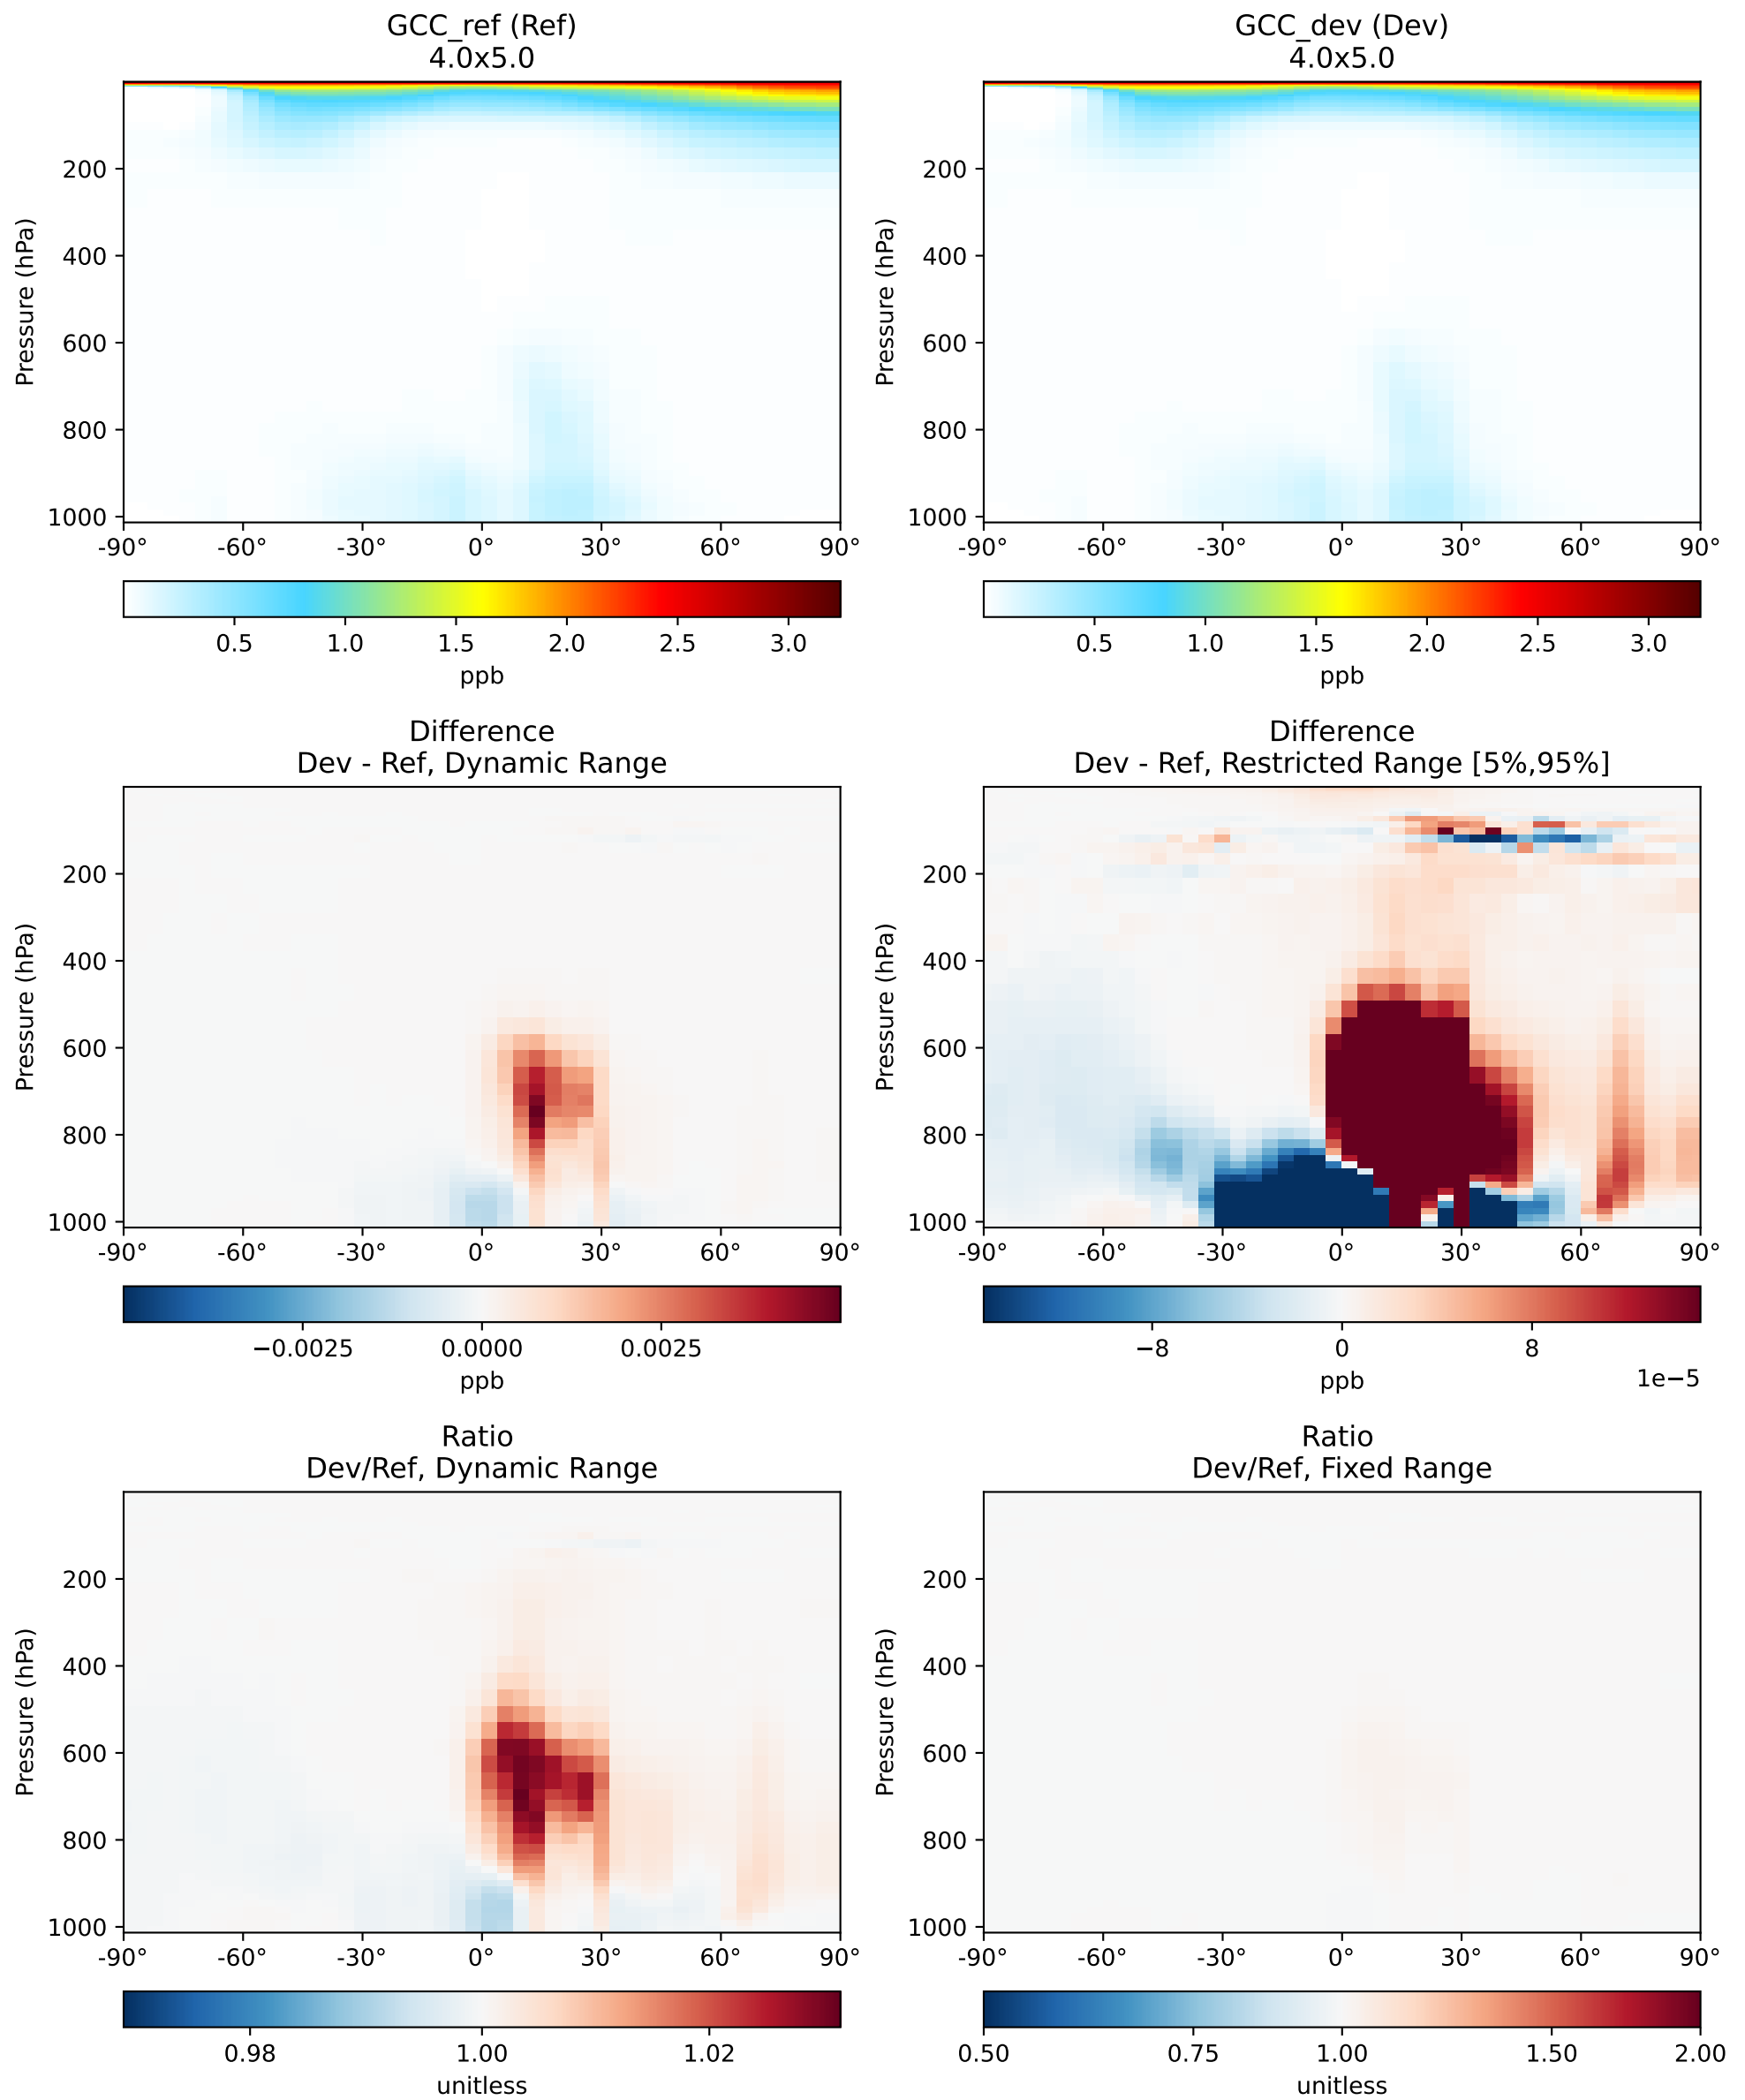 GCC_ref (Ref)
4.0x5.0
GCC_dev (Dev)
4.0x5.0
Pressure (hPa)
200
400
600
800
1000
-90° -60° -30° 0° 30° 60° 90°
0.5 1.0 1.5 2.0 2.5 3.0
ppb
Pressure (hPa)
200
400
600
800
1000
-90° -60° -30° 0° 30° 60° 90°
0.5 1.0 1.5 2.0 2.5 3.0
ppb
Difference
Dev - Ref, Dynamic Range
Pressure (hPa)
200
400
600
800
1000
-90° -60° -30° 0° 30° 60° 90°
−0.0025 0.0000 0.0025
ppb
Difference
Dev - Ref, Restricted Range [5%,95%]
Pressure (hPa)
200
400
600
800
1000
-90° -60° -30° 0° 30° 60° 90°
−8 0 8
1e−5
ppb
Ratio
Dev/Ref, Dynamic Range
Pressure (hPa)
200
400
600
800
1000
-90° -60° -30° 0° 30° 60° 90°
0.98 1.00 1.02
unitless
Ratio
Dev/Ref, Fixed Range
Pressure (hPa)
200
400
600
800
1000
-90° -60° -30° 0° 30° 60° 90°
0.50 0.75 1.00 1.50 2.00
unitless